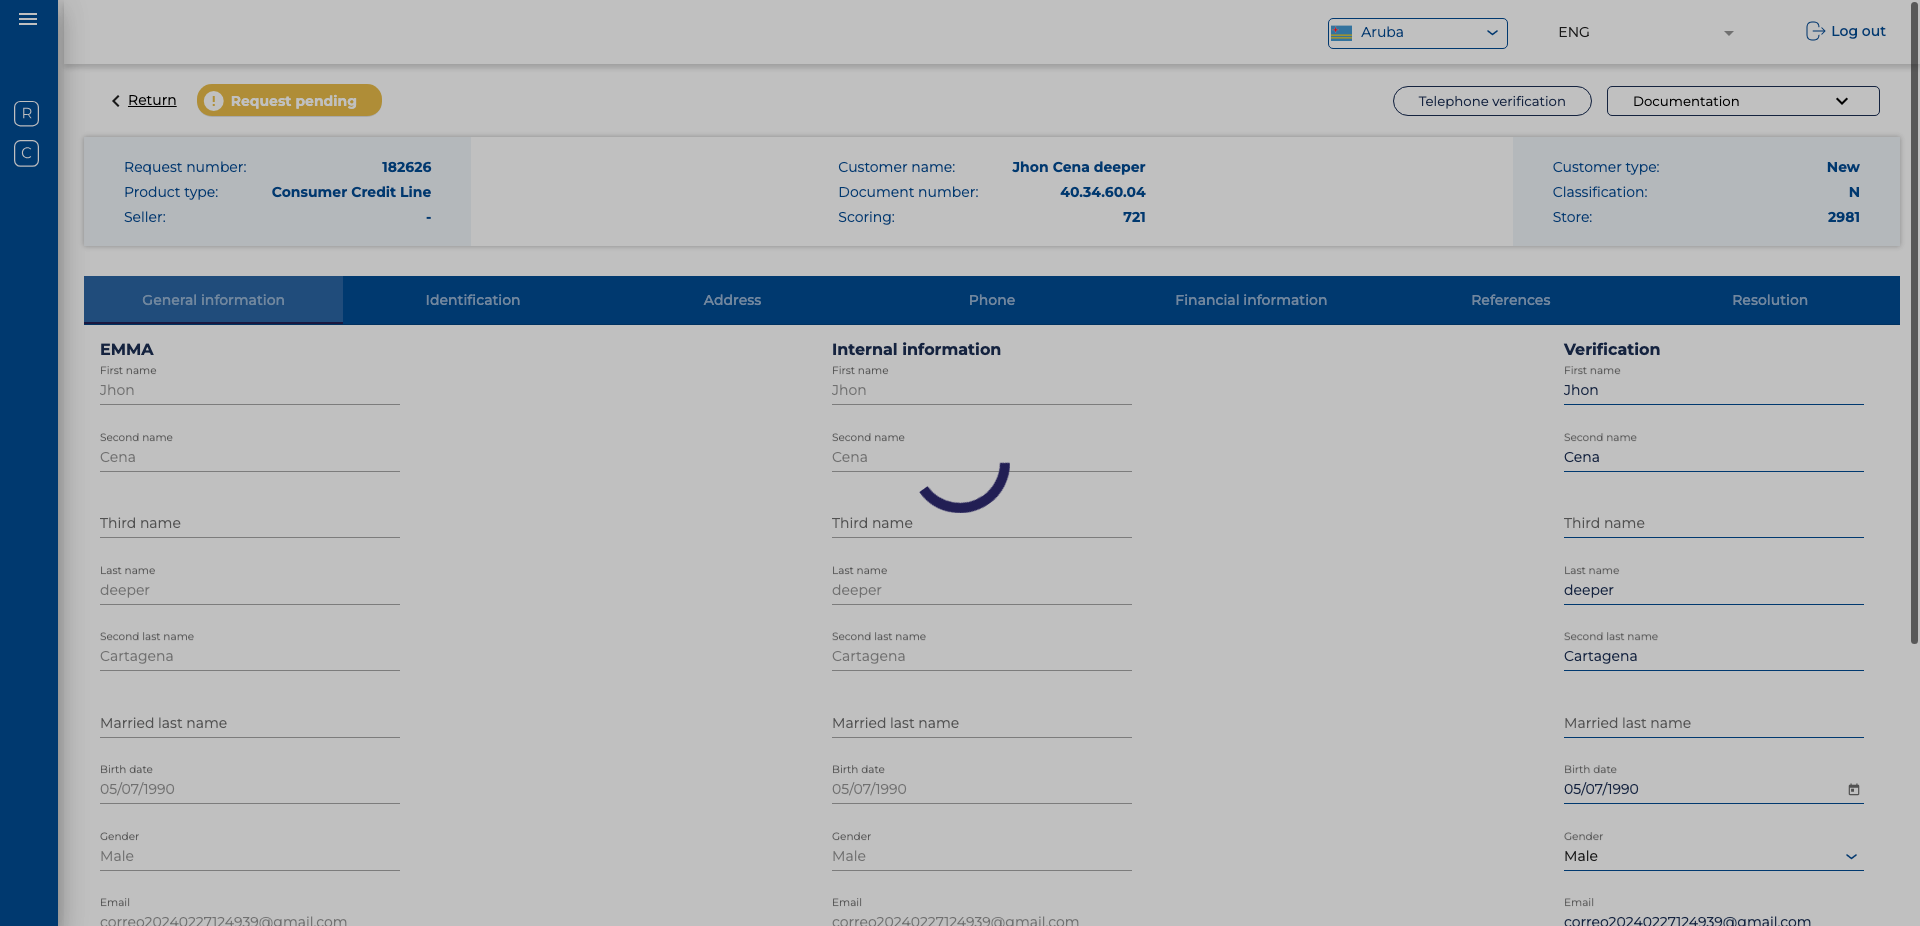 Aruba
ENG
Log out
R
C
Return
! Request pending
Telephone verification
Documentation
Request number: 182626
Product type: Consumer Credit Line
Seller: -
Customer name: Jhon Cena deeper
Document number: 40.34.60.04
Scoring: 721
Customer type: New
Classification: N
Store: 2981
General information Identification Address Phone Financial information References Resolution
EMMA
First name
Jhon
Second name
Cena
Third name
Last name
deeper
Second last name
Cartagena
Married last name
Birth date
05/07/1990
Gender
Male
Email
correo20240227124939@gmail.com
Internal information
First name
Jhon
Second name
Cena
Third name
Last name
deeper
Second last name
Cartagena
Married last name
Birth date
05/07/1990
Gender
Male
Email
correo20240227124939@gmail.com
Verification
First name
Jhon
Second name
Cena
Third name
Last name
deeper
Second last name
Cartagena
Married last name
Birth date
05/07/1990
Gender
Male
Email
correo20240227124939@gmail.com